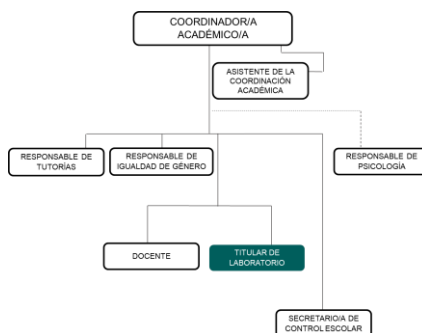 COORDINADOR/A
ACADÉMICO/A
ASISTENTE DE LA
COORDINACIÓN
ACADÉMICA
RESPONSABLE DE
TUTORÍAS
RESPONSABLE DE
IGUALDAD DE GÉNERO
RESPONSABLE DE
PSICOLOGÍA
DOCENTE
TITULAR DE
LABORATORIO
SECRETARIO/A DE
CONTROL ESCOLAR